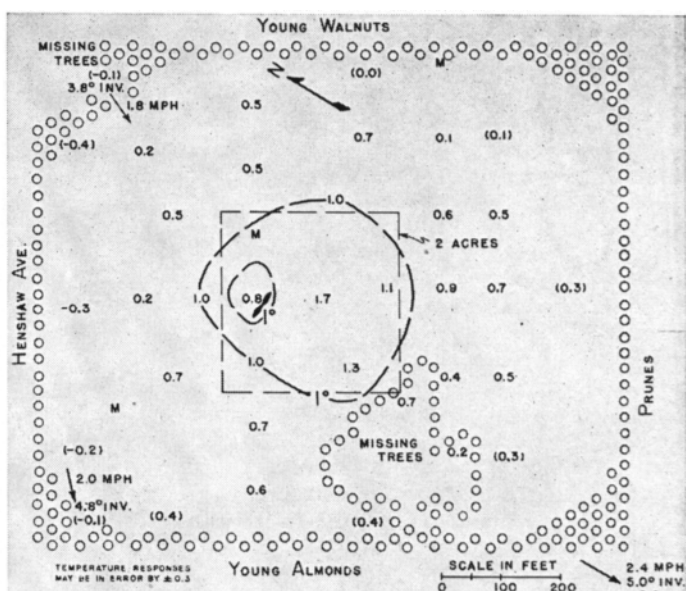 YOUNG WALNUTS
MISSING
TREES
(-0.1)
3.8° INV.
1.8 MPH
N
(0.0)
M
0.5
0.7
0.1
(0.1)
(-0.4)
0.2
0.5
1.0
0.5
0.6
0.5
M
2 ACRES
HENSHAW AVE.
-0.3
0.2
1.0
0.8
1.7
1.1
0.9
0.7
(0.3)
1°
1.0
1.3
0.7
0.4
0.5
PRUNES
1°
0.7
M
0.7
MISSING
TREES
0.2
(0.3)
(-0.2)
2.0 MPH
0.6
4.8° INV.
(-0.1)
(0.4)
(0.4)
TEMPERATURE RESPONSES
MAY BE IN ERROR BY ±0.3
YOUNG ALMONDS
SCALE IN FEET
0 100 200
2.4 MPH
5.0° INV.